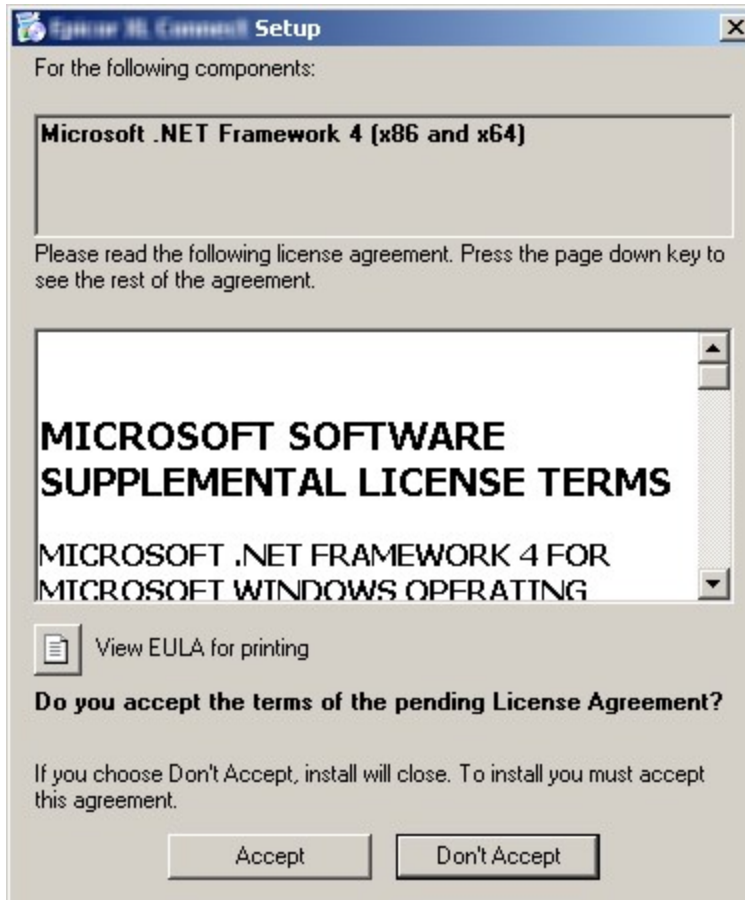 Setup
For the following components:
Microsoft .NET Framework 4 (x86 and x64)
Please read the following license agreement. Press the page down key to
see the rest of the agreement.
MICROSOFT SOFTWARE
SUPPLEMENTAL LICENSE TERMS
MICROSOFT .NET FRAMEWORK 4 FOR
MICROSOFT WINDOWS OPERATING
View EULA for printing
Do you accept the terms of the pending License Agreement?
If you choose Don't Accept, install will close. To install you must accept
this agreement.
Accept Don't Accept